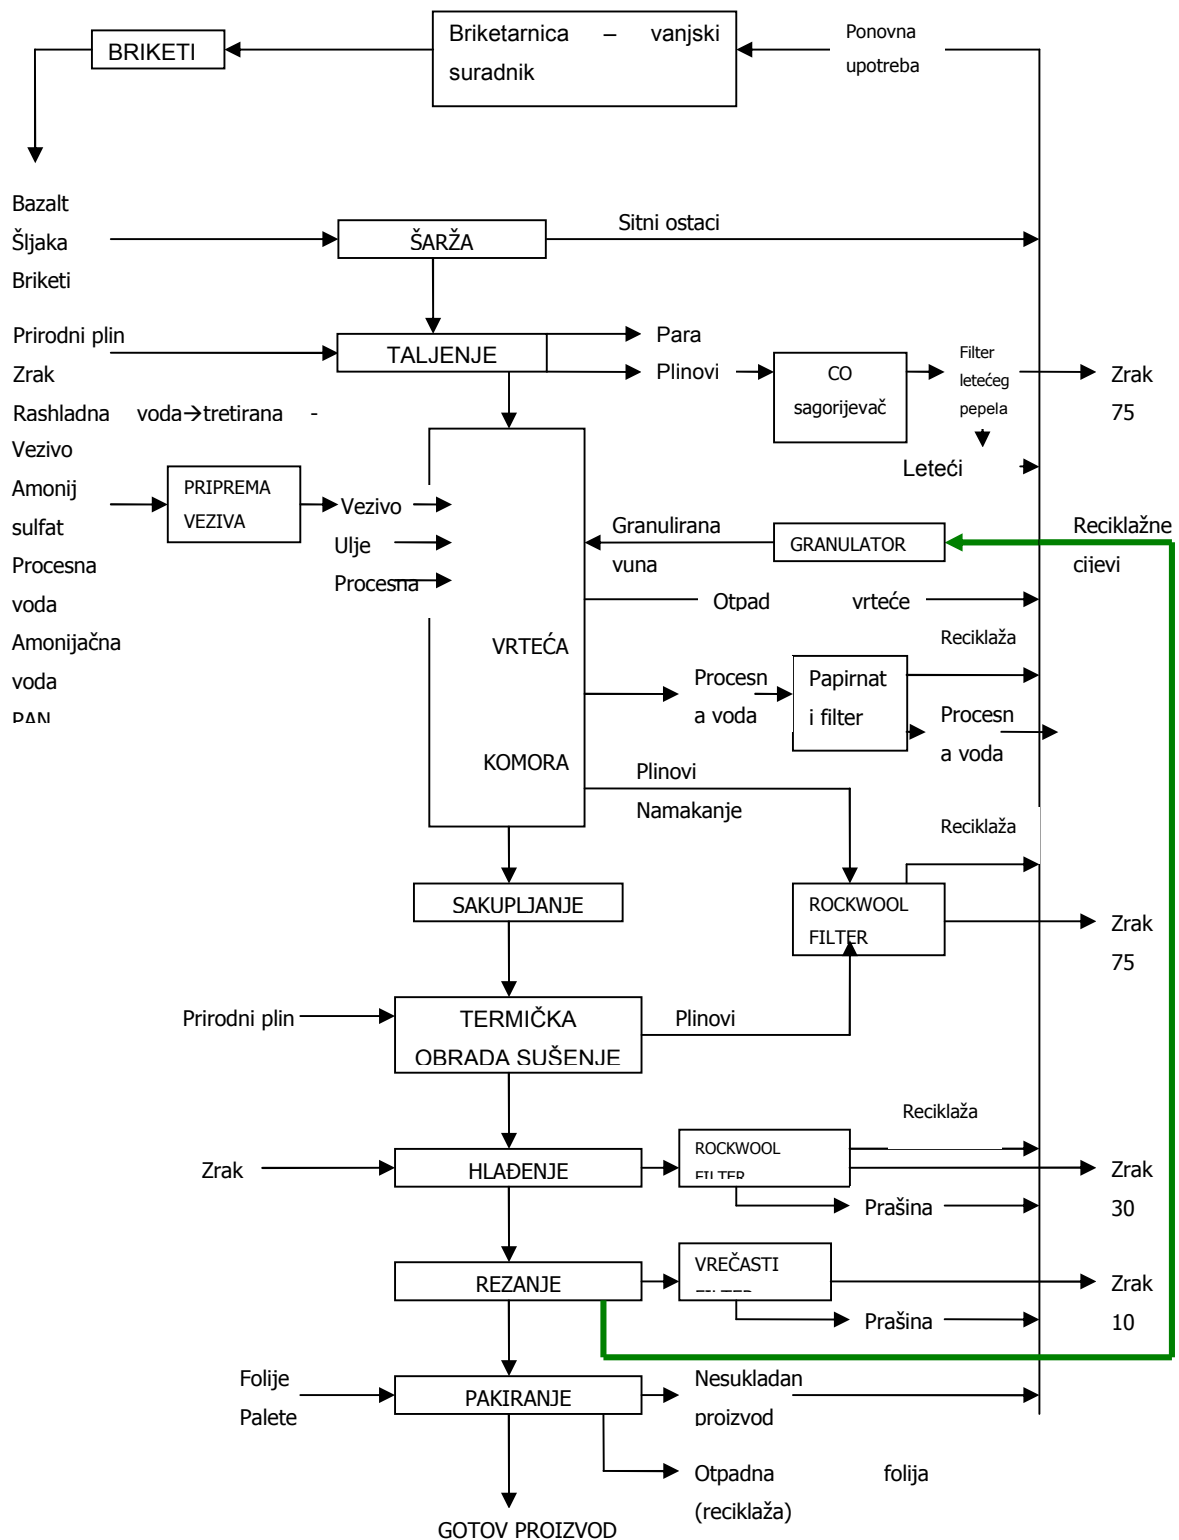 BRIKETI
Briketarnica – vanjski
suradnik
Ponovna
upotreba
Bazalt
Šljaka
Briketi
ŠARŽA
Sitni ostaci
Prirodni plin
Zrak
Rashladna voda→tretirana -
TALJENJE
Para
Plinovi
CO
sagorijevač
Filter
letećeg
pepela
Zrak
75
Leteći
Vezivo
Amonij
sulfat
Procesna
voda
Amonijačna
voda
PAN
PRIPREMA
VEZIVA
Vezivo
Ulje
Procesna
Granulirana
vuna
GRANULATOR
Reciklažne
cijevi
Otpad vrteće
VRTEĆA
KOMORA
Procesn
a voda
Papirnat
i filter
Reciklaža
Procesn
a voda
Plinovi
Namakanje
Reciklaža
SAKUPLJANJE
ROCKWOOL
FILTER
Zrak
75
Prirodni plin
TERMIČKA
OBRADA SUŠENJE
Plinovi
Zrak
HLAĐENJE
ROCKWOOL
FILTER
Reciklaža
Prašina
Zrak
30
REZANJE
VREČASTI
FILTER
Prašina
Zrak
10
Folije
Palete
PAKIRANJE
Nesukladan
proizvod
Otpadna folija
(reciklaža)
GOTOV PROIZVOD